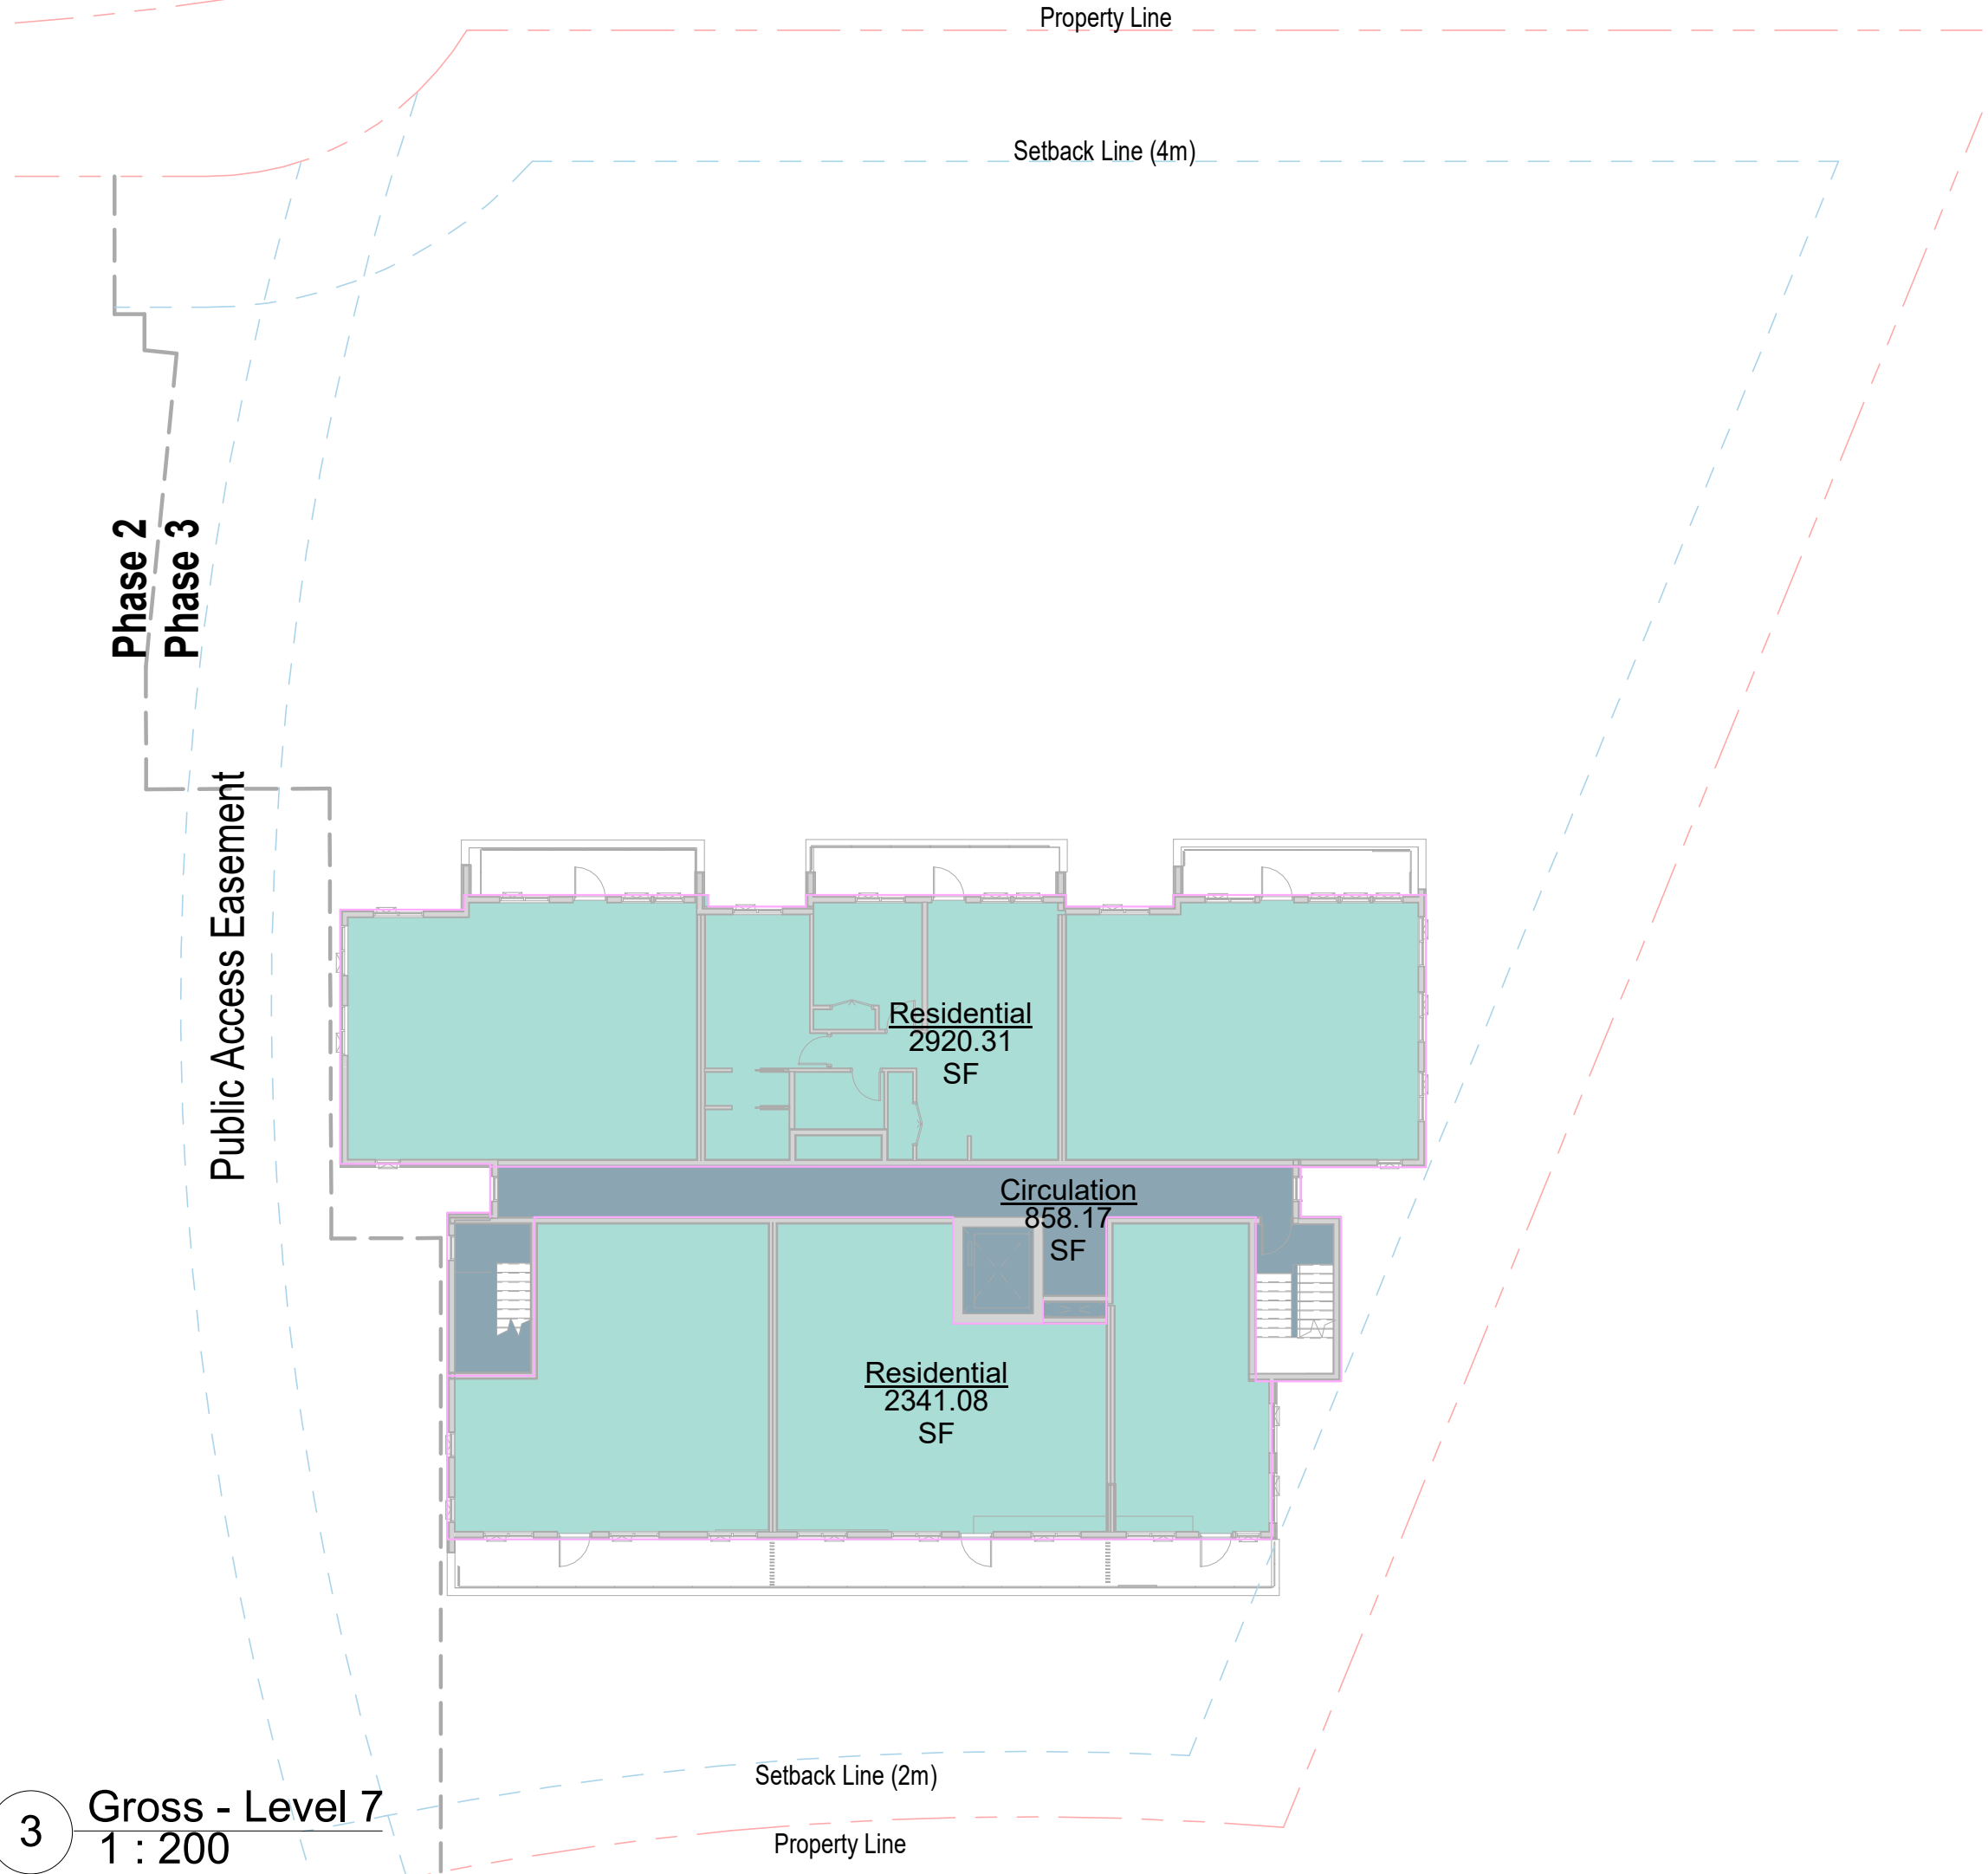 Property Line
Setback Line (4m)
Phase 2
Phase 3
Public Access Easement
Residential
2920.31
SF
Circulation
858.17
SF
Residential
2341.08
SF
Setback Line (2m)
Property Line
3
Gross - Level 7
1 : 200